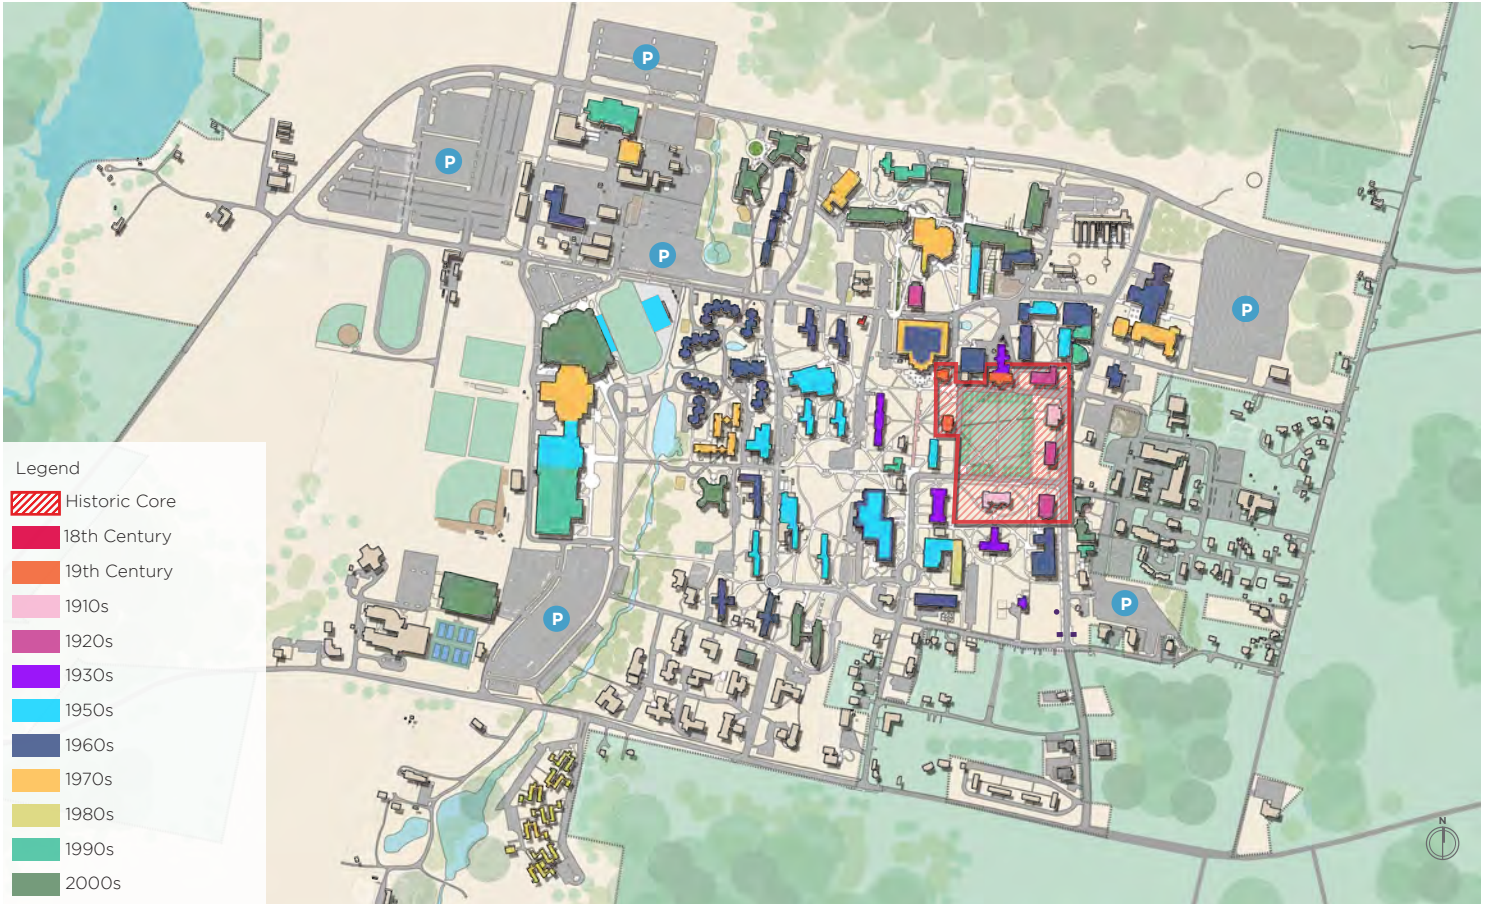 P
P
P
P
P
P
Legend
Historic Core
18th Century
19th Century
1910s
1920s
1930s
1950s
1960s
1970s
1980s
1990s
2000s
N